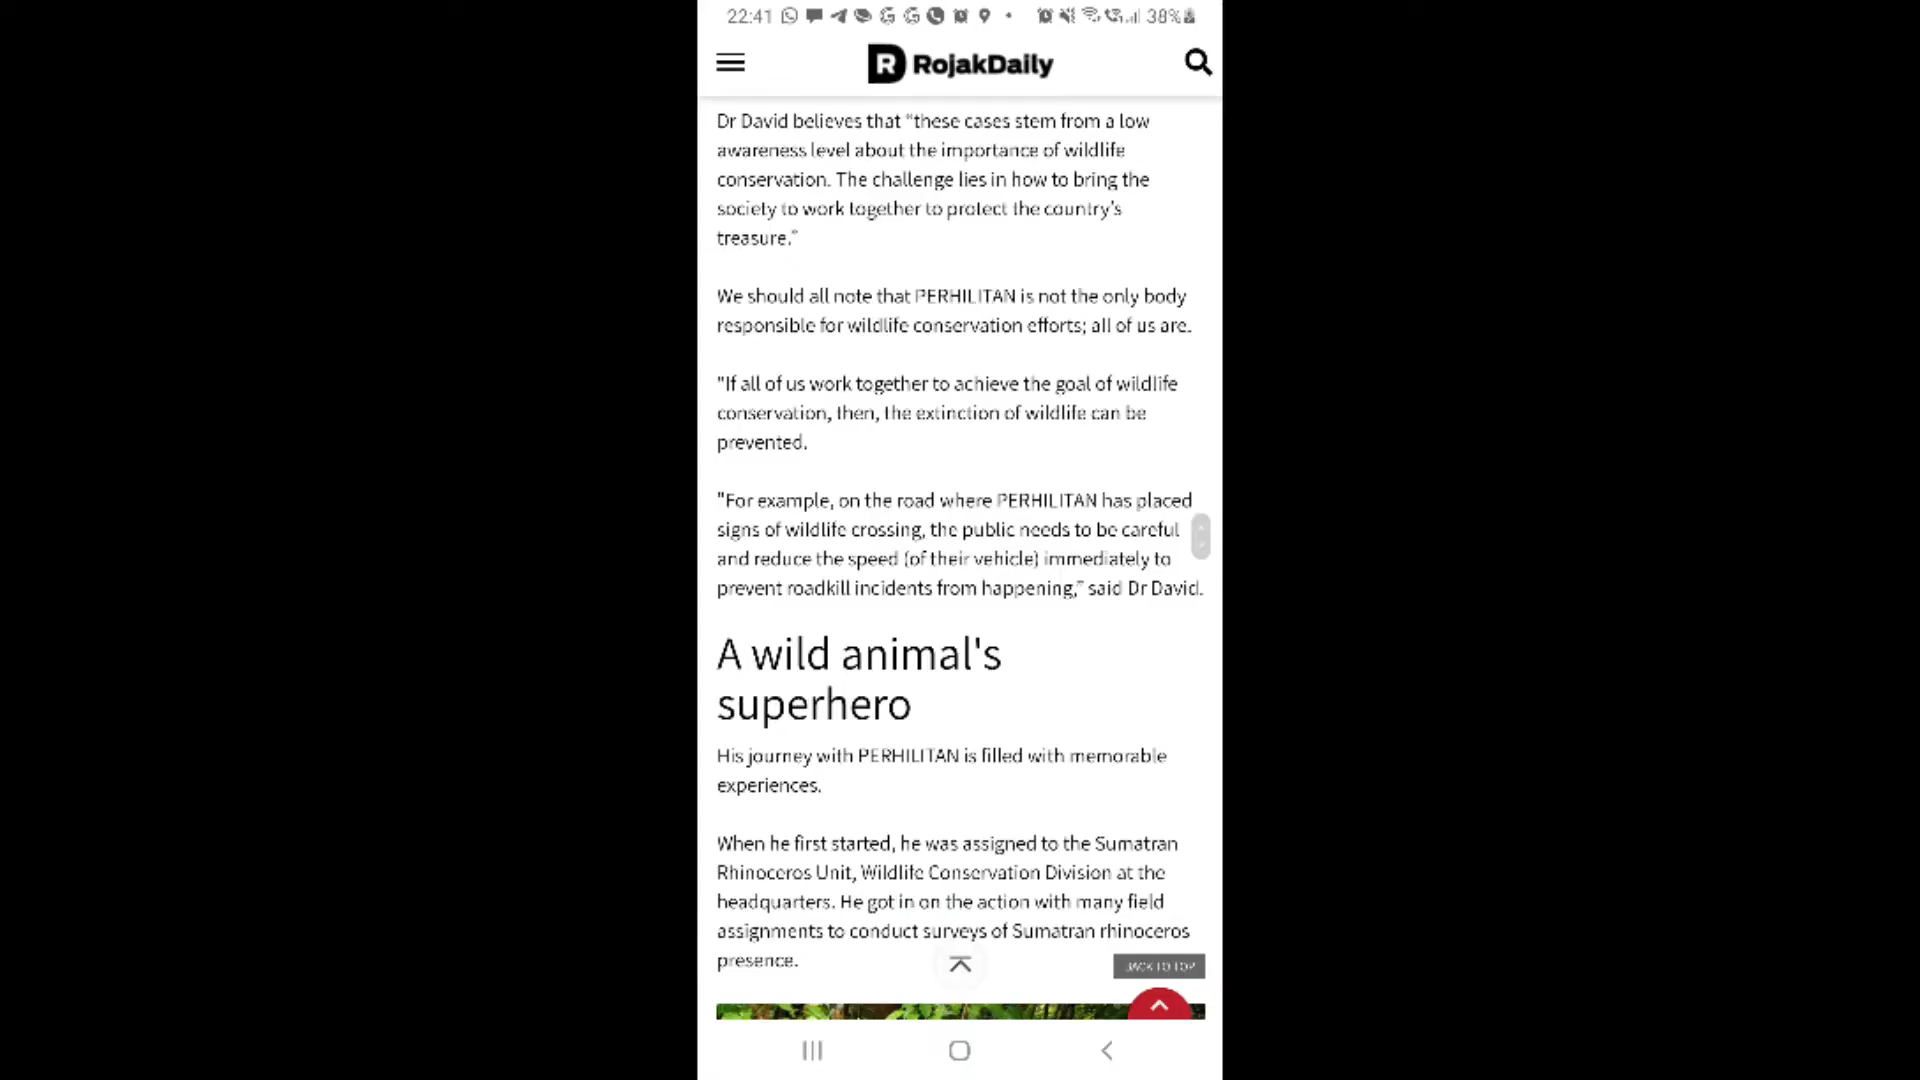 22:41 38%
RojakDaily
Dr David believes that “these cases stem from a low
awareness level about the importance of wildlife
conservation. The challenge lies in how to bring the
society to work together to protect the country’s
treasure.”
We should all note that PERHILITAN is not the only body
responsible for wildlife conservation efforts; all of us are.
"If all of us work together to achieve the goal of wildlife
conservation, then, the extinction of wildlife can be
prevented.
"For example, on the road where PERHILITAN has placed
signs of wildlife crossing, the public needs to be careful
and reduce the speed (of their vehicle) immediately to
prevent roadkill incidents from happening,” said Dr David.
A wild animal's
superhero
His journey with PERHILITAN is filled with memorable
experiences.
When he first started, he was assigned to the Sumatran
Rhinoceros Unit, Wildlife Conservation Division at the
headquarters. He got in on the action with many field
assignments to conduct surveys of Sumatran rhinoceros
presence.
BACK TO TOP